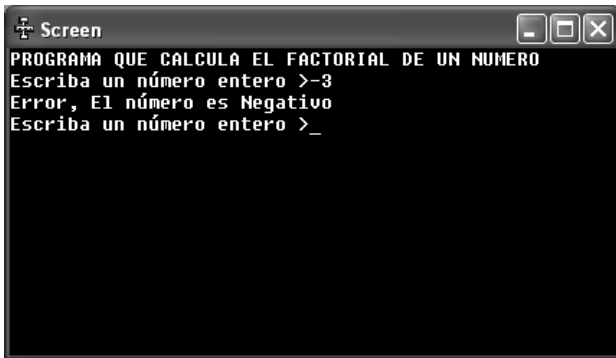 Screen
PROGRAMA QUE CALCULA EL FACTORIAL DE UN NUMERO
Escriba un número entero >-3
Error, El número es Negativo
Escriba un número entero >_